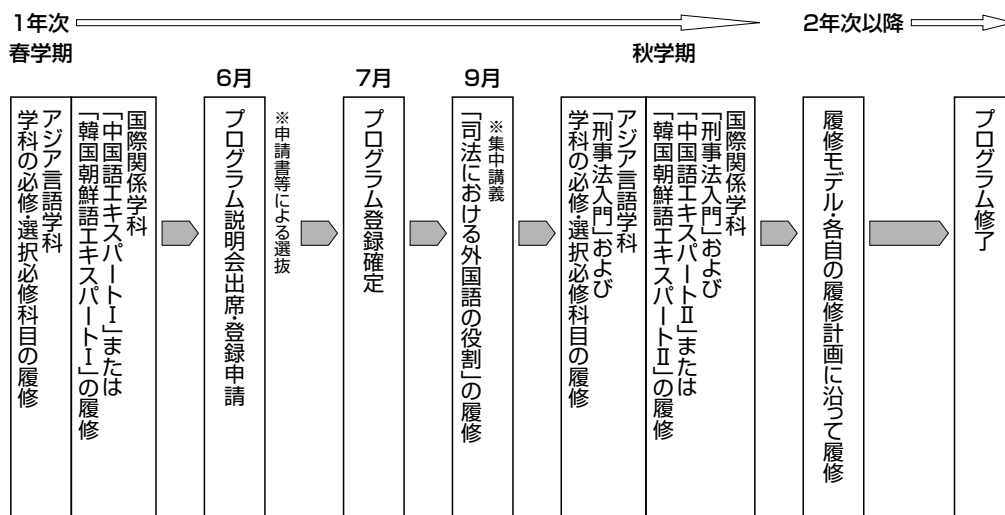 1年次
2年次以降
春学期
秋学期
6月
7月
9月
国際関係学科
「中国語エキスパートⅠ」または
「韓国朝鮮語エキスパートⅠ」の履修
アジア言語学科
学科の必修・選択必修科目の履修
プログラム説明会出席・登録申請
※申請書等による選抜
プログラム登録確定
※集中講義
「司法における外国語の役割」の履修
国際関係学科
「刑事法入門」および
「中国語エキスパートⅡ」または
「韓国朝鮮語エキスパートⅡ」の履修
アジア言語学科
「刑事法入門」および
学科の必修・選択必修科目の履修
履修モデル・各自の履修計画に沿って履修
プログラム修了